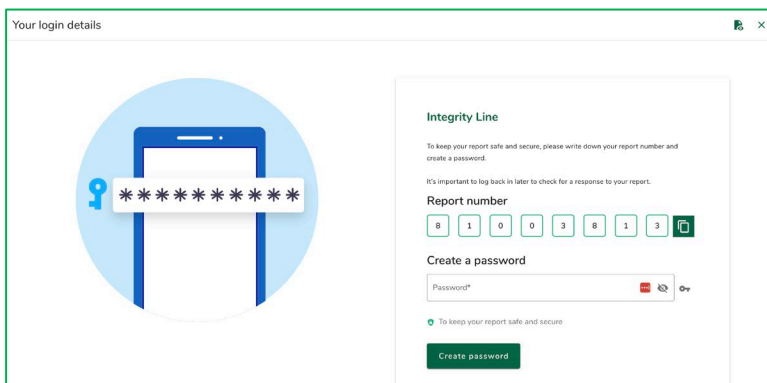 Your login details
Integrity Line
To keep your report safe and secure, please write down your report number and
create a password.
It's important to log back in later to check for a response to your report.
Report number
8 1 0 0 3 8 1 3
Create a password
Password*
To keep your report safe and secure
Create password